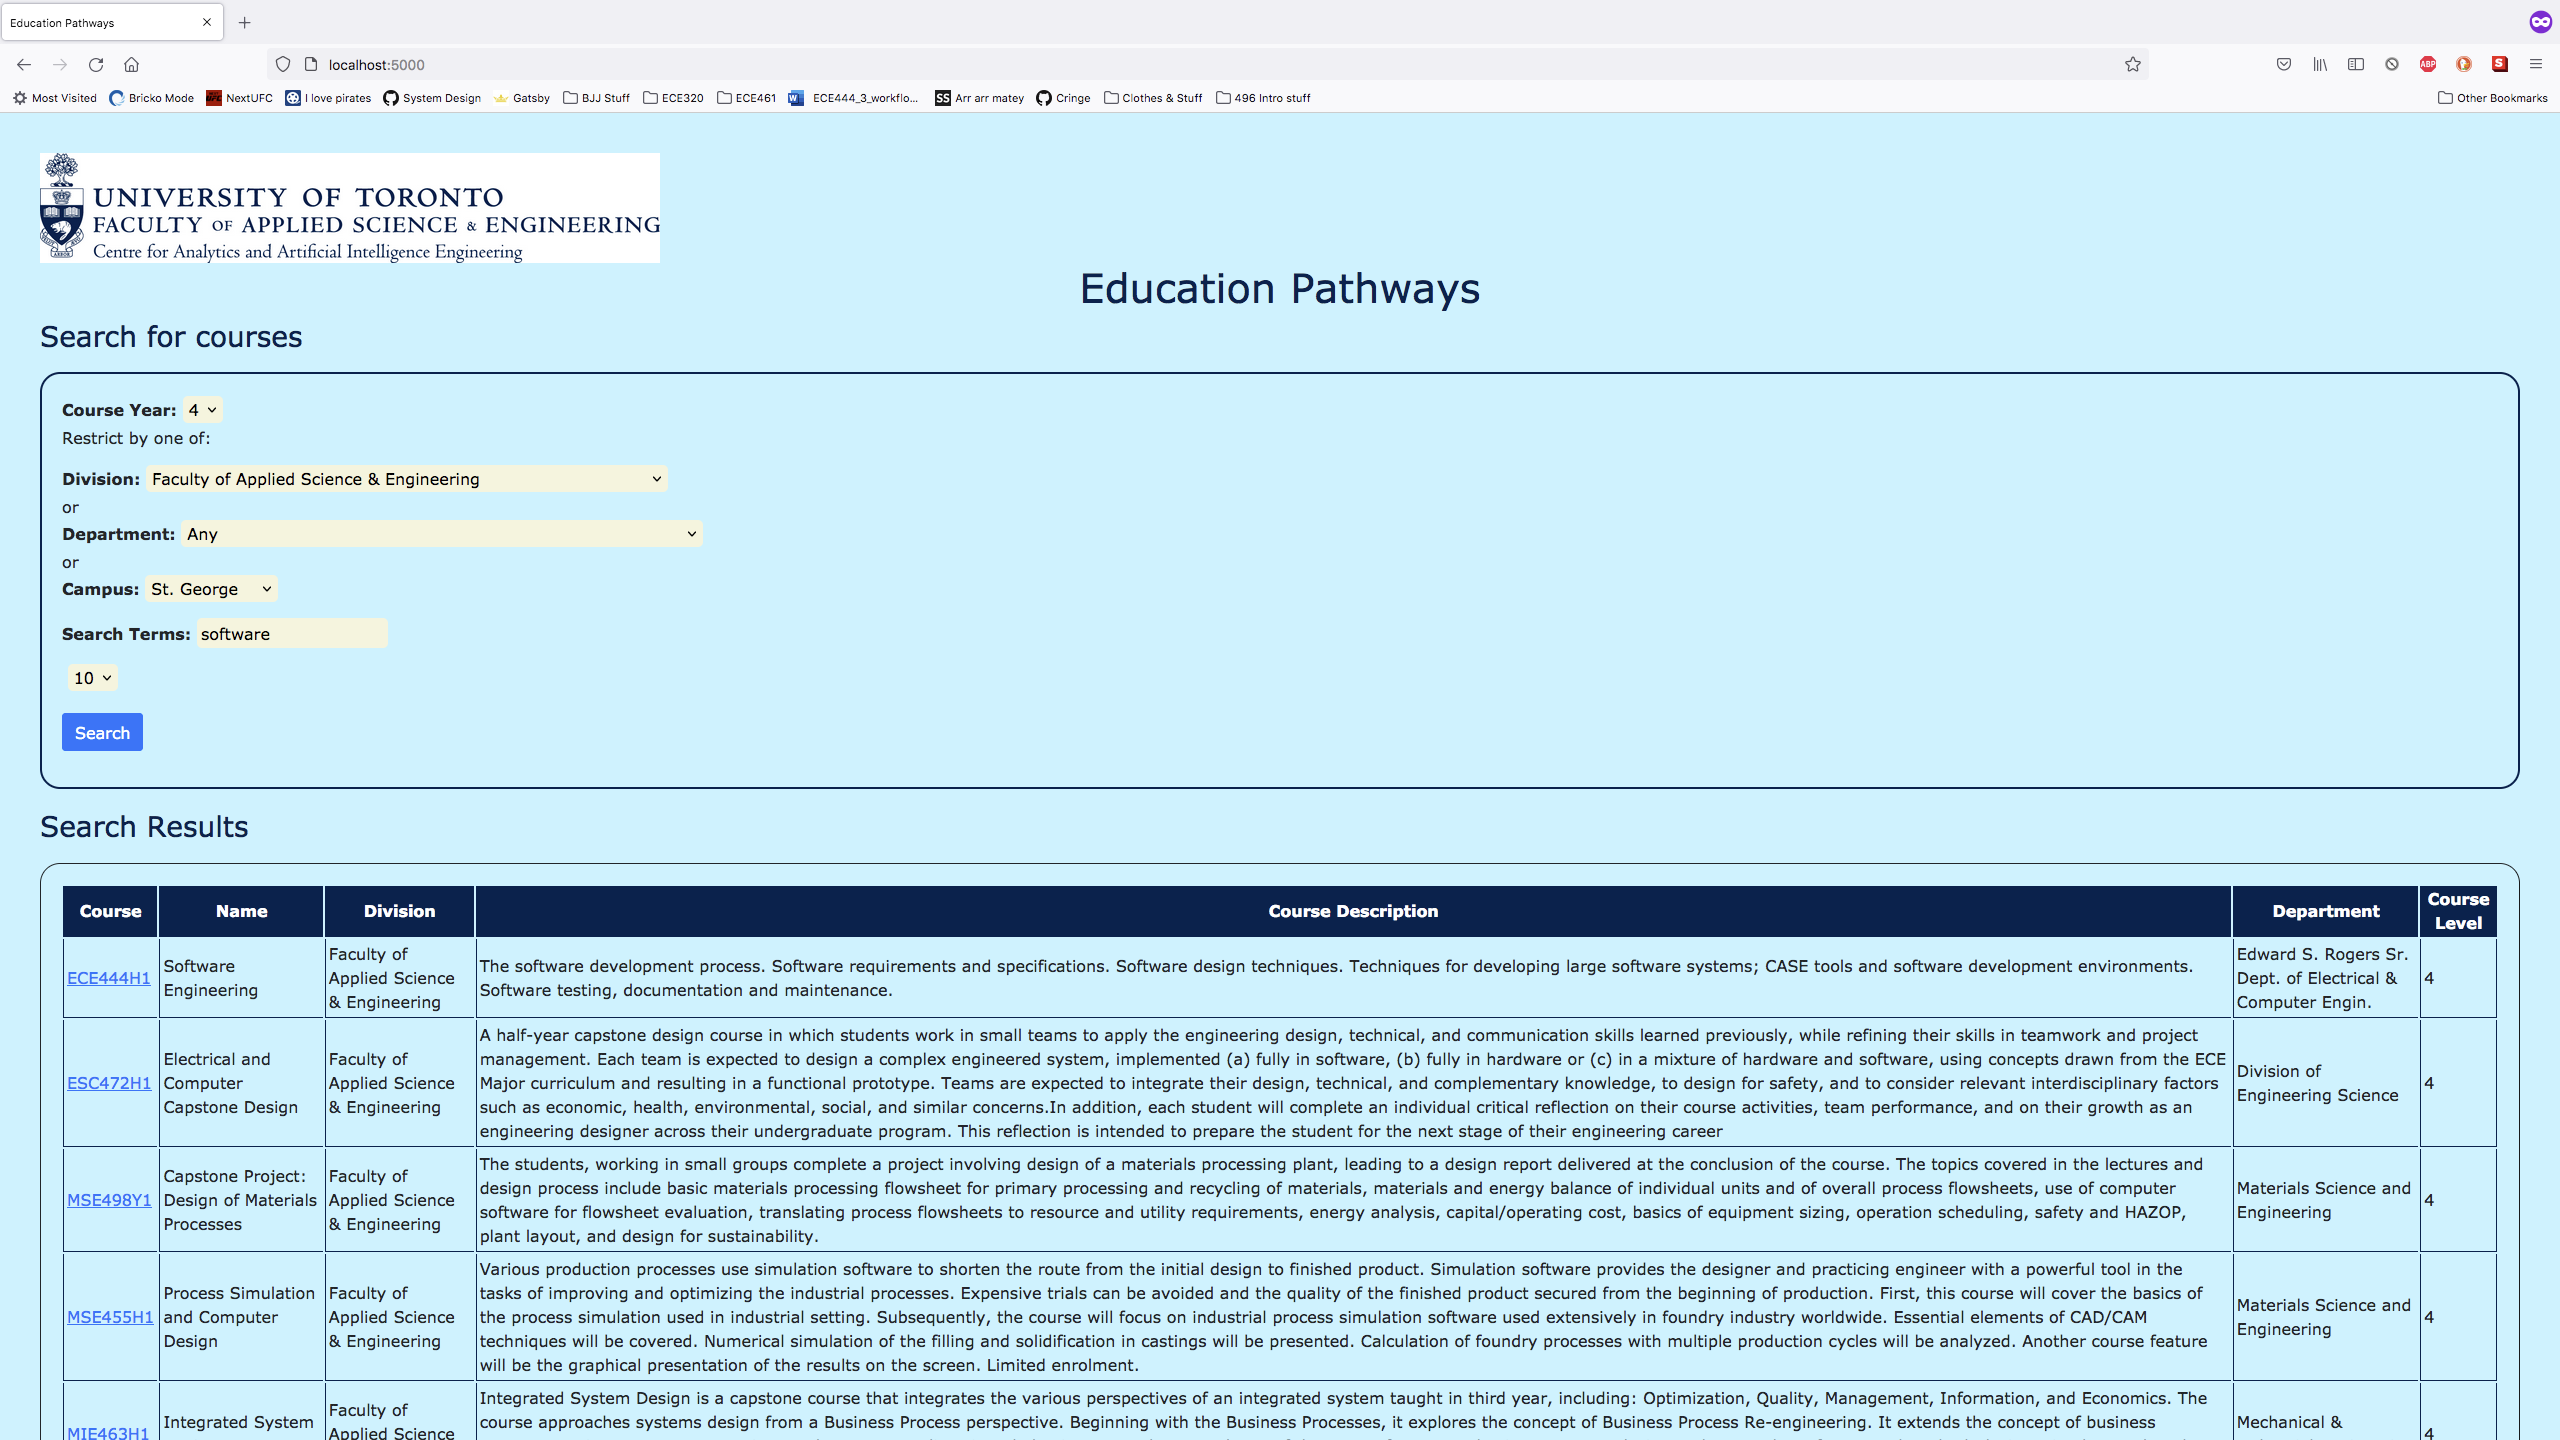 Education Pathways
localhost:5000
Most Visited Bricko Mode NextUFC I love pirates System Design Gatsby BJJ Stuff ECE320 ECE461 ECE444_3_workflo... Arr arr matey Cringe Clothes & Stuff 496 Intro stuff Other Bookmarks
UNIVERSITY OF TORONTO
FACULTY OF APPLIED SCIENCE & ENGINEERING
Centre for Analytics and Artificial Intelligence Engineering
Education Pathways
Search for courses
Course Year: 4
Restrict by one of:
Division: Faculty of Applied Science & Engineering
or
Department: Any
or
Campus: St. George
Search Terms: software
10
Search
Search Results
Course Name Division Course Description Department Course Level
ECE444H1
Software
Engineering
Faculty of
Applied Science
& Engineering
The software development process. Software requirements and specifications. Software design techniques. Techniques for developing large software systems; CASE tools and software development environments.
Software testing, documentation and maintenance.
Edward S. Rogers Sr.
Dept. of Electrical &
Computer Engin.
4
ESC472H1
Electrical and
Computer
Capstone Design
Faculty of
Applied Science
& Engineering
A half-year capstone design course in which students work in small teams to apply the engineering design, technical, and communication skills learned previously, while refining their skills in teamwork and project
management. Each team is expected to design a complex engineered system, implemented (a) fully in software, (b) fully in hardware or (c) in a mixture of hardware and software, using concepts drawn from the ECE
Major curriculum and resulting in a functional prototype. Teams are expected to integrate their design, technical, and complementary knowledge, to design for safety, and to consider relevant interdisciplinary factors
such as economic, health, environmental, social, and similar concerns.In addition, each student will complete an individual critical reflection on their course activities, team performance, and on their growth as an
engineering designer across their undergraduate program. This reflection is intended to prepare the student for the next stage of their engineering career
Division of
Engineering Science
4
MSE498Y1
Capstone Project:
Design of Materials
Processes
Faculty of
Applied Science
& Engineering
The students, working in small groups complete a project involving design of a materials processing plant, leading to a design report delivered at the conclusion of the course. The topics covered in the lectures and
design process include basic materials processing flowsheet for primary processing and recycling of materials, materials and energy balance of individual units and of overall process flowsheets, use of computer
software for flowsheet evaluation, translating process flowsheets to resource and utility requirements, energy analysis, capital/operating cost, basics of equipment sizing, operation scheduling, safety and HAZOP,
plant layout, and design for sustainability.
Materials Science and
Engineering
4
MSE455H1
Process Simulation
and Computer
Design
Faculty of
Applied Science
& Engineering
Various production processes use simulation software to shorten the route from the initial design to finished product. Simulation software provides the designer and practicing engineer with a powerful tool in the
tasks of improving and optimizing the industrial processes. Expensive trials can be avoided and the quality of the finished product secured from the beginning of production. First, this course will cover the basics of
the process simulation used in industrial setting. Subsequently, the course will focus on industrial process simulation software used extensively in foundry industry worldwide. Essential elements of CAD/CAM
techniques will be covered. Numerical simulation of the filling and solidification in castings will be presented. Calculation of foundry processes with multiple production cycles will be analyzed. Another course feature
will be the graphical presentation of the results on the screen. Limited enrolment.
Materials Science and
Engineering
4
MIE463H1
Integrated System
Faculty of
Applied Science
Integrated System Design is a capstone course that integrates the various perspectives of an integrated system taught in third year, including: Optimization, Quality, Management, Information, and Economics. The
course approaches systems design from a Business Process perspective. Beginning with the Business Processes, it explores the concept of Business Process Re-engineering. It extends the concept of business
Mechanical &
4